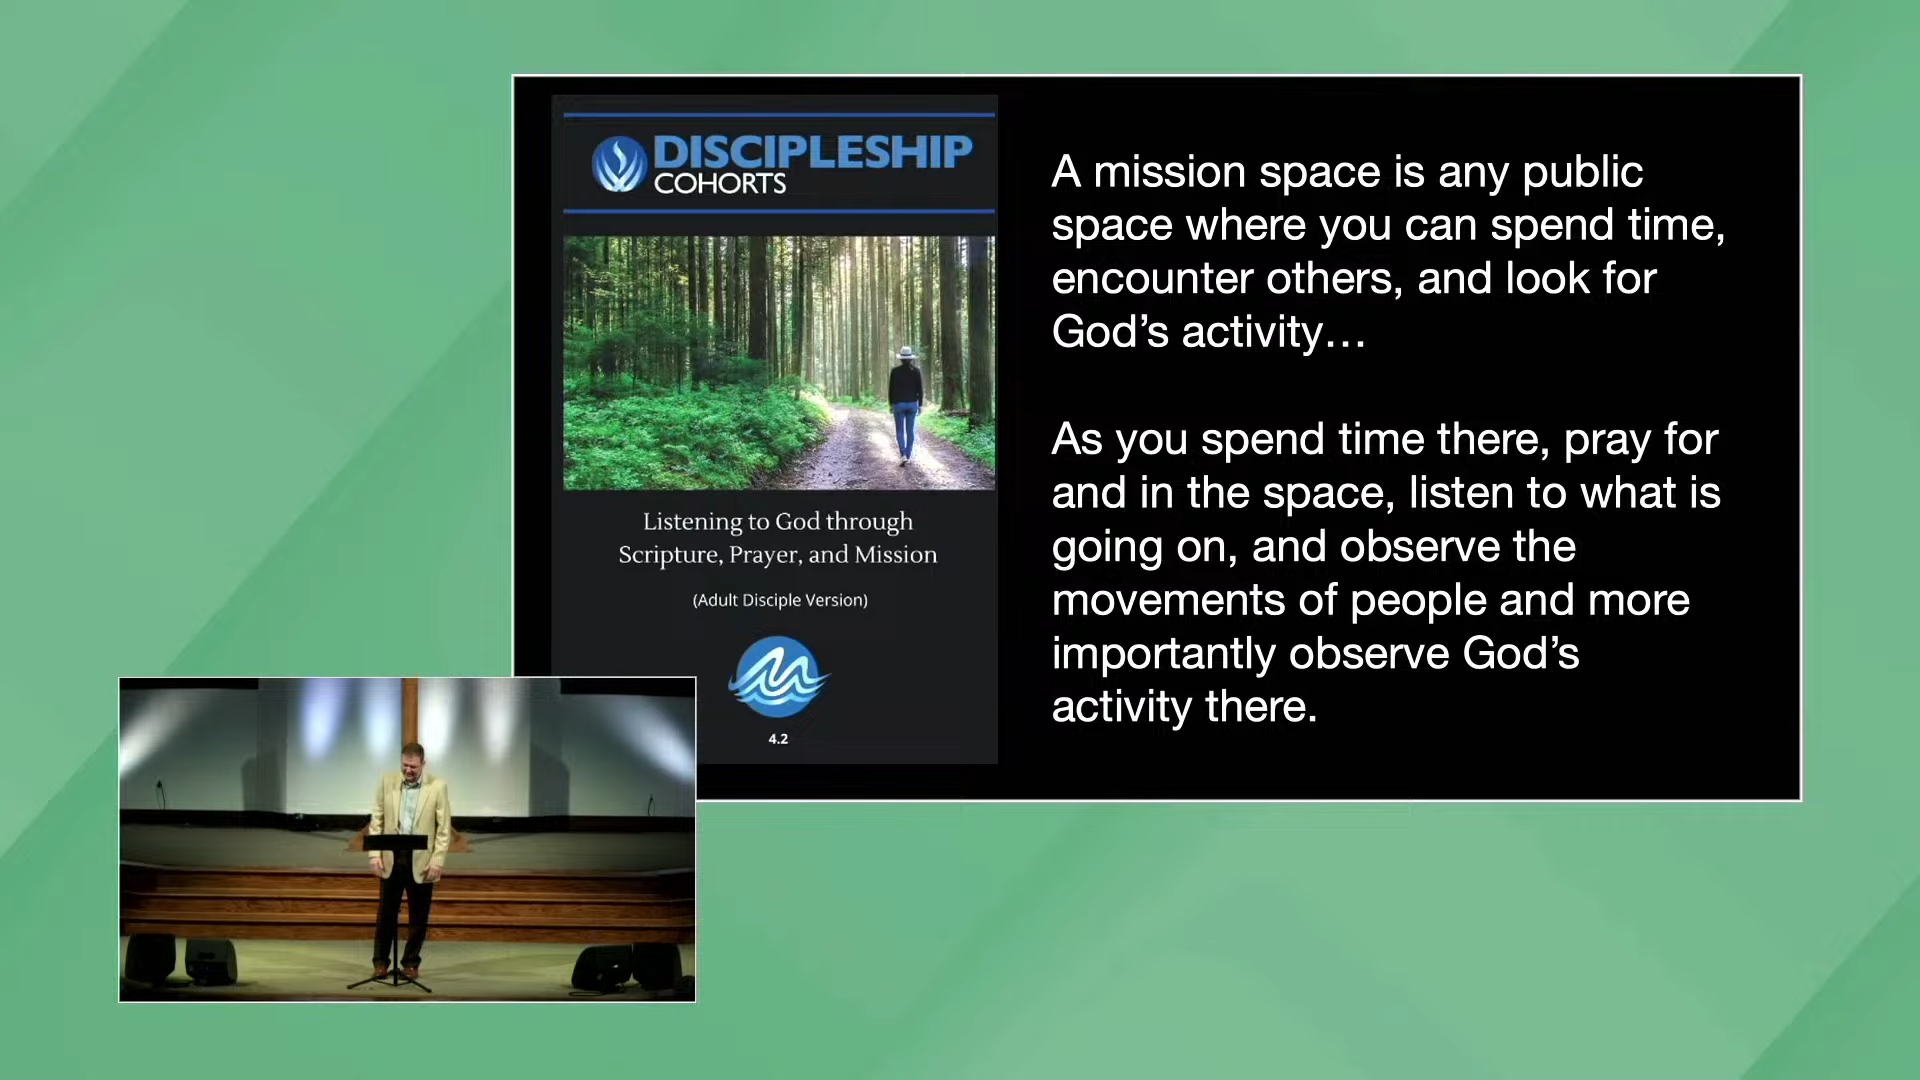 DISCIPLESHIP
COHORTS
Listening to God through
Scripture, Prayer, and Mission
(Adult Disciple Version)
4.2
A mission space is any public
space where you can spend time,
encounter others, and look for
God’s activity…
As you spend time there, pray for
and in the space, listen to what is
going on, and observe the
movements of people and more
importantly observe God’s
activity there.